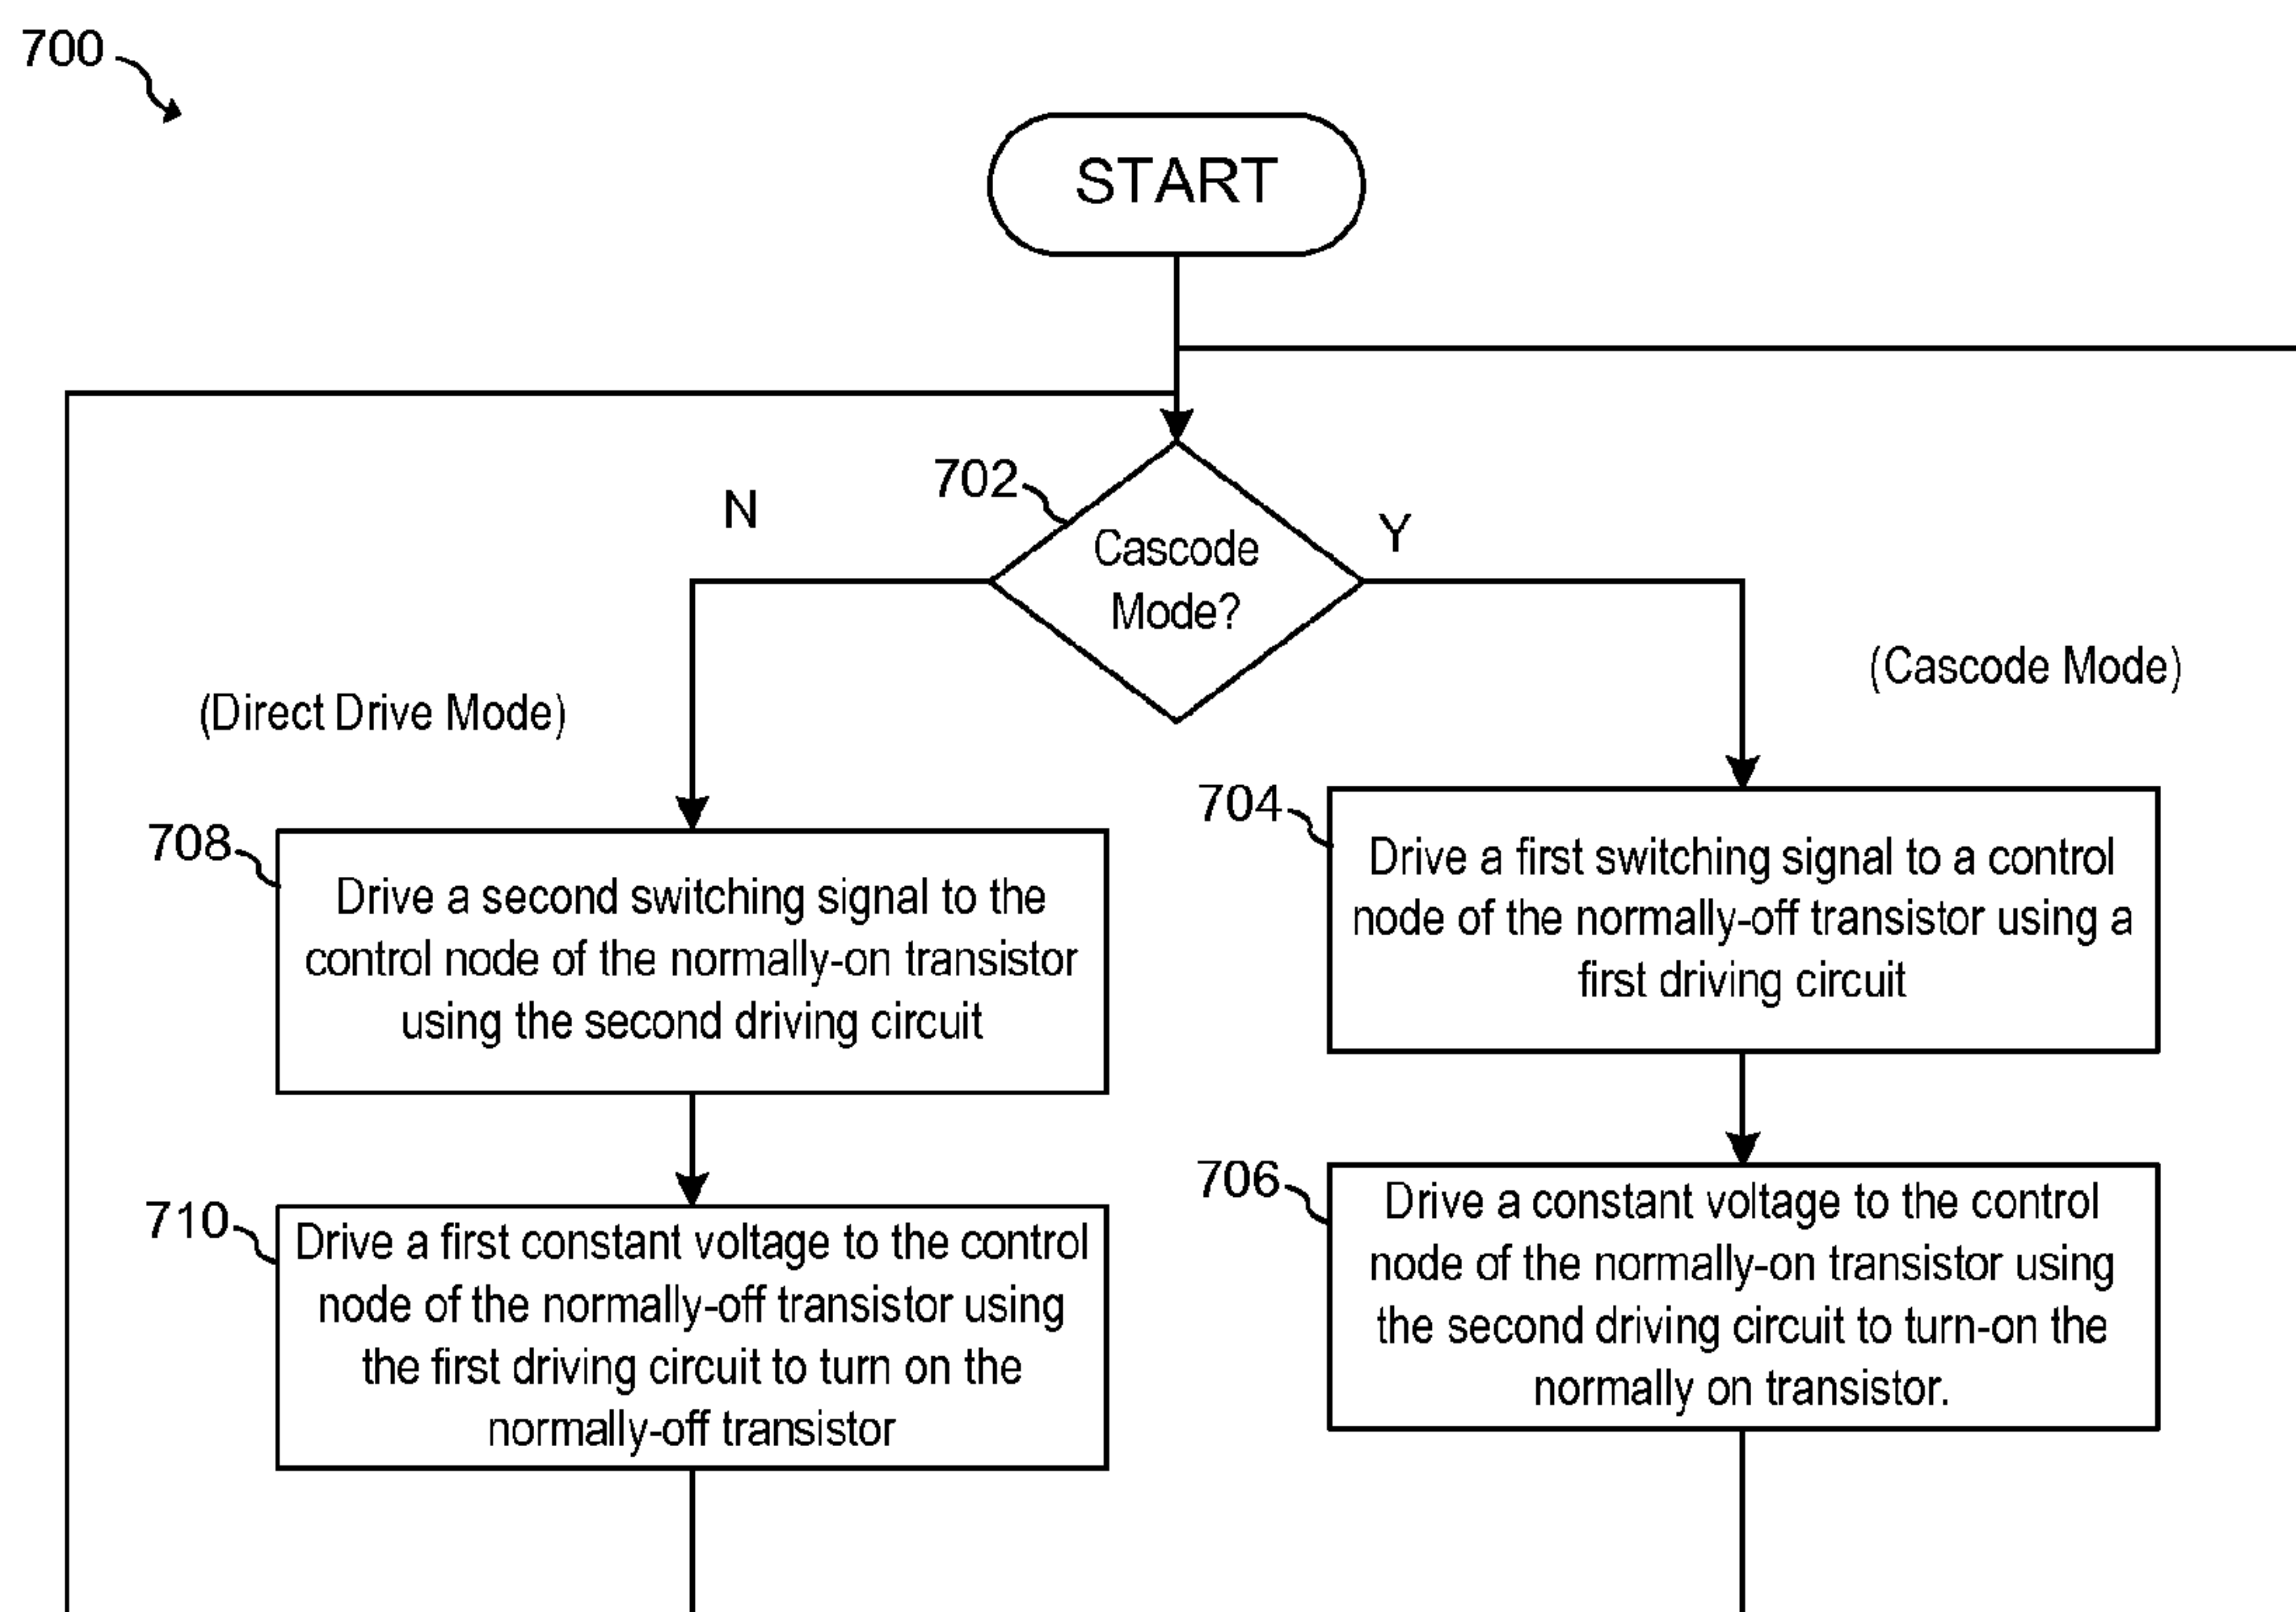 700
START
702
N
Y
Cascode
Mode?
(Cascode Mode)
(Direct Drive Mode)
704
Drive a first switching signal to a control
node of the normally-off transistor using a
first driving circuit
708
Drive a second switching signal to the
control node of the normally-on transistor
using the second driving circuit
706
Drive a constant voltage to the control
node of the normally-on transistor using
the second driving circuit to turn-on the
normally on transistor.
710
Drive a first constant voltage to the control
node of the normally-off transistor using
the first driving circuit to turn on the
normally-off transistor